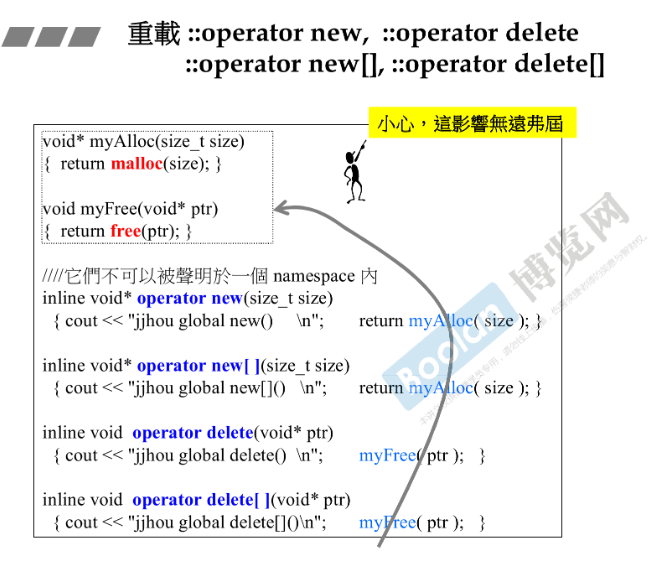 重載 ::operator new, ::operator delete
::operator new[], ::operator delete[]
小心，這影響無遠弗屆
void* myAlloc(size_t size)
{ return malloc(size); }
void myFree(void* ptr)
{ return free(ptr); }
////它們不可以被聲明於一個 namespace 內
inline void* operator new(size_t size)
{ cout << "jjhou global new() \n"; return myAlloc( size ); }
inline void* operator new[ ](size_t size)
{ cout << "jjhou global new[]() \n"; return myAlloc( size ); }
inline void operator delete(void* ptr)
{ cout << "jjhou global delete() \n"; myFree( ptr ); }
inline void operator delete[ ](void* ptr)
{ cout << "jjhou global delete[]()\n"; myFree( ptr ); }
Boolan 博览网